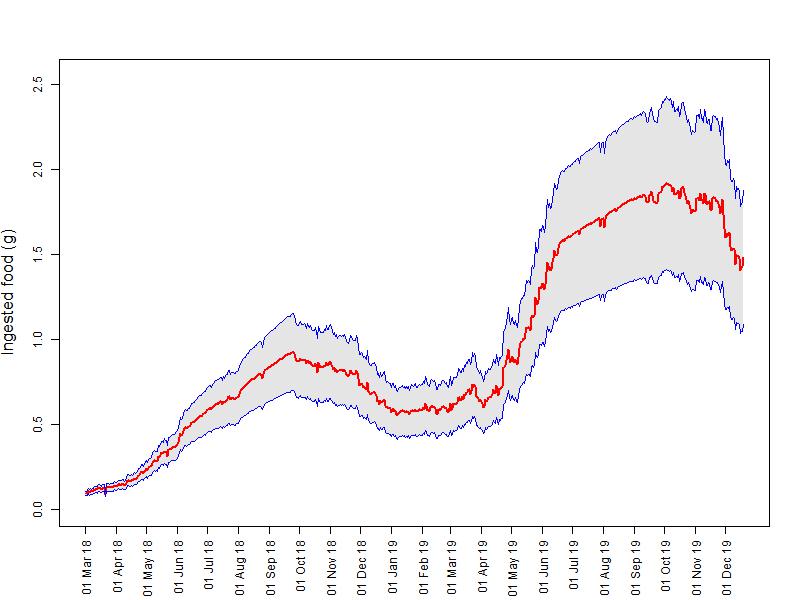 Ingested food (g)
2.5
2.0
1.5
1.0
0.5
0.0
01 Mar 18
01 Apr 18
01 May 18
01 Jun 18
01 Jul 18
01 Aug 18
01 Sep 18
01 Oct 18
01 Nov 18
01 Dec 18
01 Jan 19
01 Feb 19
01 Mar 19
01 Apr 19
01 May 19
01 Jun 19
01 Jul 19
01 Aug 19
01 Sep 19
01 Oct 19
01 Nov 19
01 Dec 19